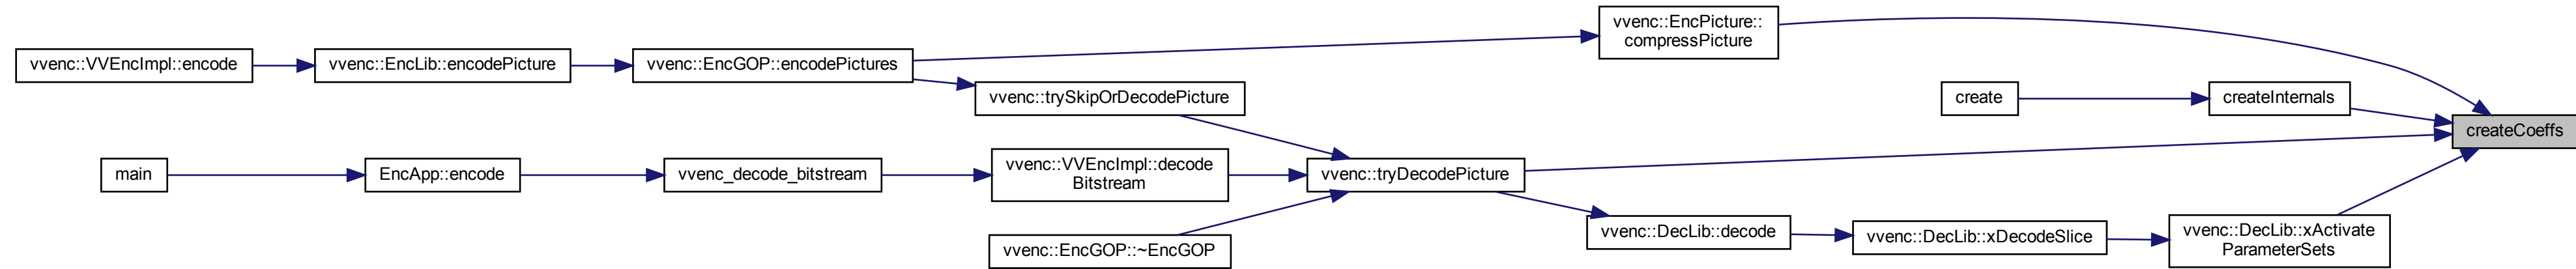 vvenc::EncPicture::
compressPicture
vvenc::VVEncImpl::encode
vvenc::EncLib::encodePicture
vvenc::EncGOP::encodePictures
vvenc::trySkipOrDecodePicture
create
createInternals
createCoeffs
main
EncApp::encode
vvenc_decode_bitstream
vvenc::VVEncImpl::decode
Bitstream
vvenc::tryDecodePicture
vvenc::EncGOP::~EncGOP
vvenc::DecLib::decode
vvenc::DecLib::xDecodeSlice
vvenc::DecLib::xActivate
ParameterSets